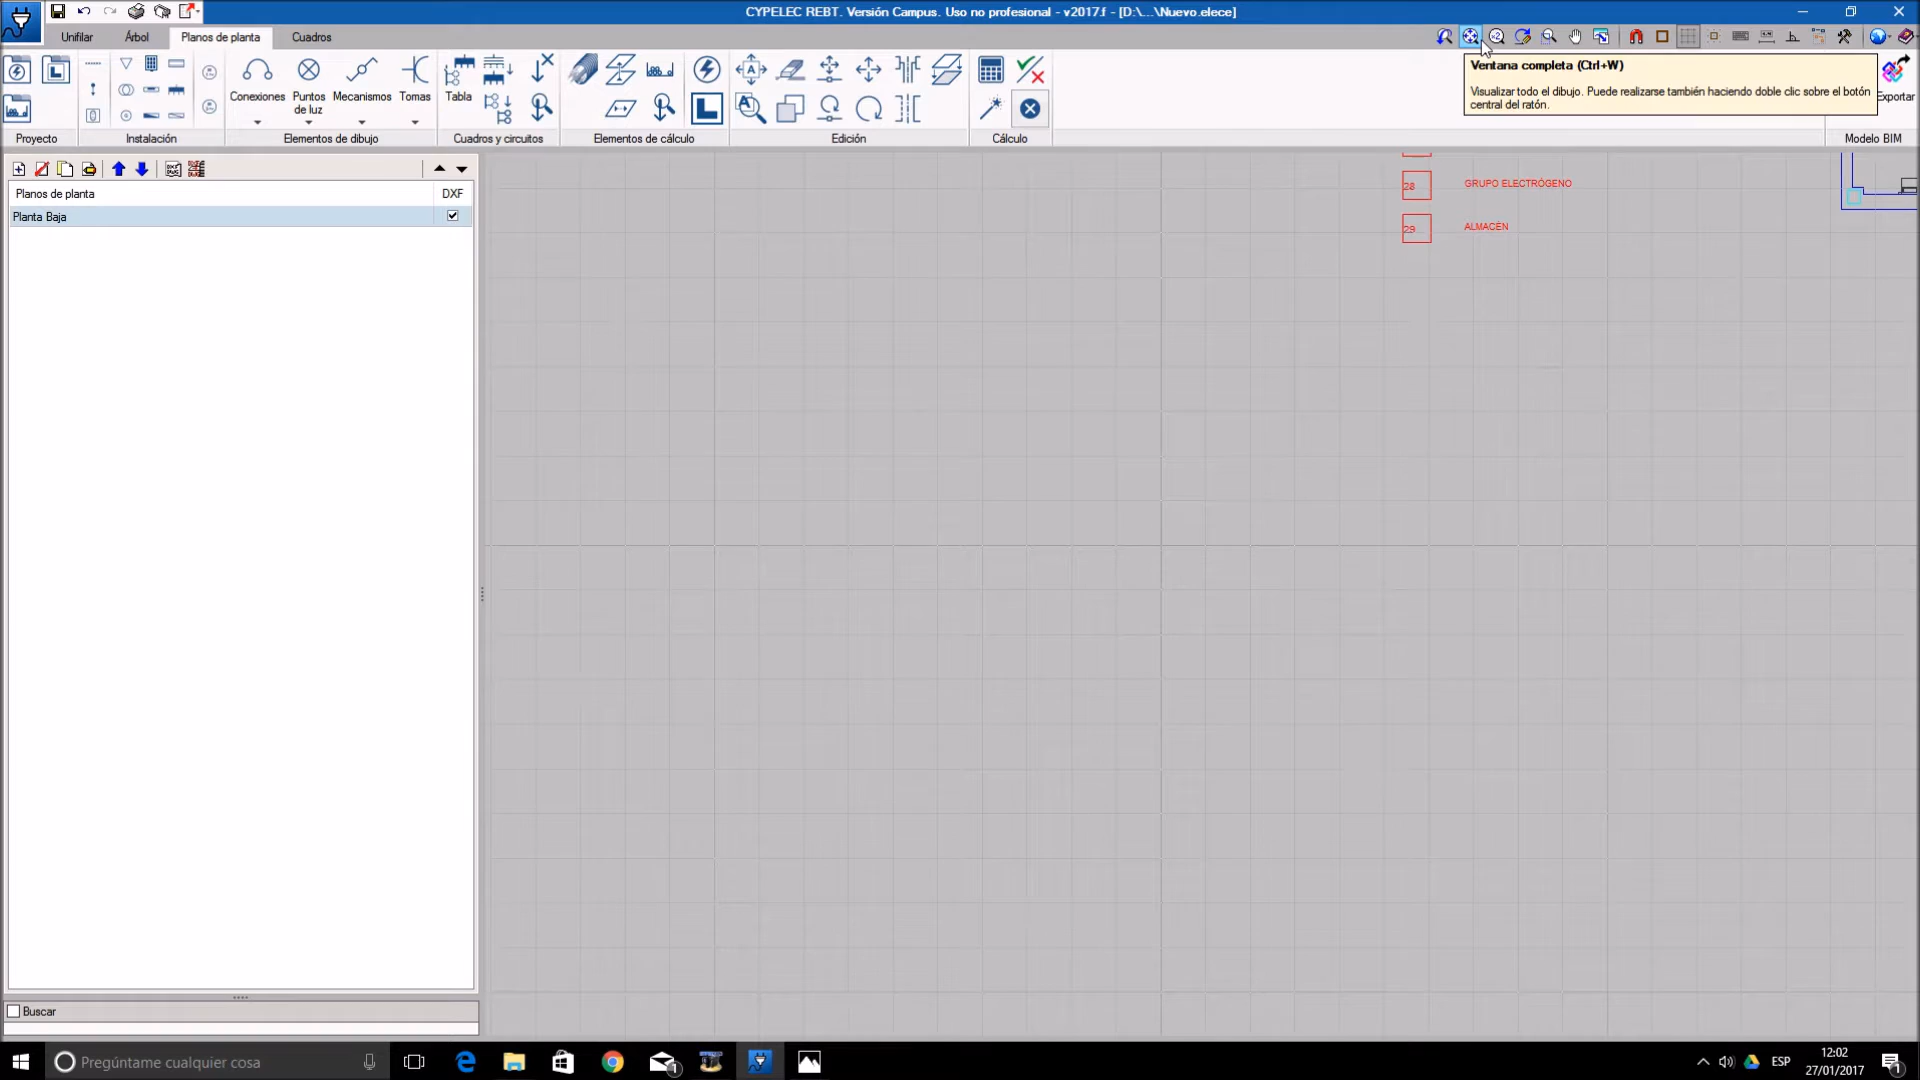 CYPELEC REBT. Versión Campus. Uso no profesional - v2017.f - [D:\...\Nuevo.elece]
Unifilar
Árbol
Planos de planta
Cuadros
Ventana completa (Ctrl+W)
Visualizar todo el dibujo. Puede realizarse también haciendo doble clic sobre el botón
central del ratón.
Conexiones
Puntos
de luz
Mecanismos
Tomas
Tabla
Exportar
Proyecto
Instalación
Elementos de dibujo
Cuadros y circuitos
Elementos de cálculo
Edición
Cálculo
Modelo BIM
Planos de planta
DXF
Planta Baja
28
GRUPO ELECTRÓGENO
29
ALMACÉN
Buscar
Pregúntame cualquier cosa
ESP
12:02
27/01/2017